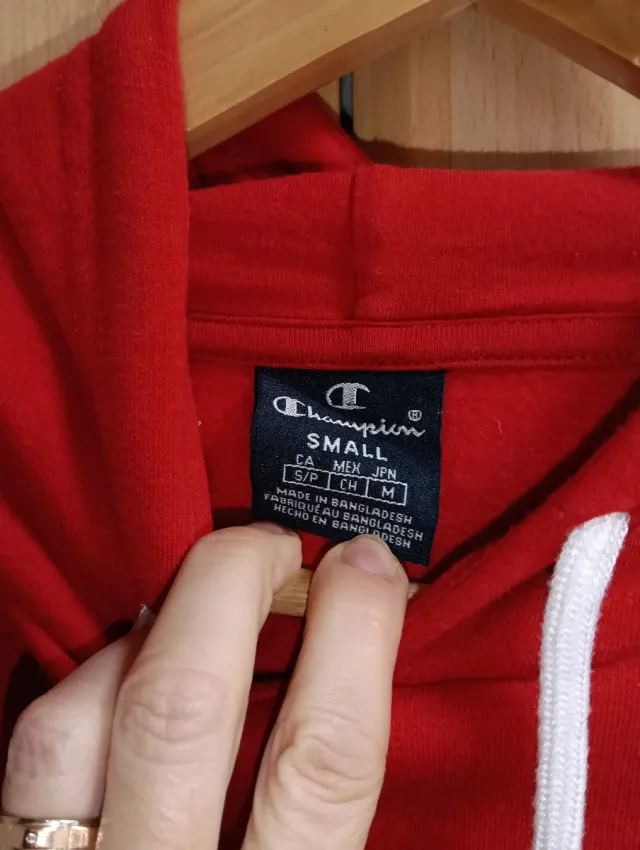 Champion®
SMALL
CA MEX JPN
S/P CH M
MADE IN BANGLADESH
FABRIQUÉ AU BANGLADESH
HECHO EN BANGLADESH